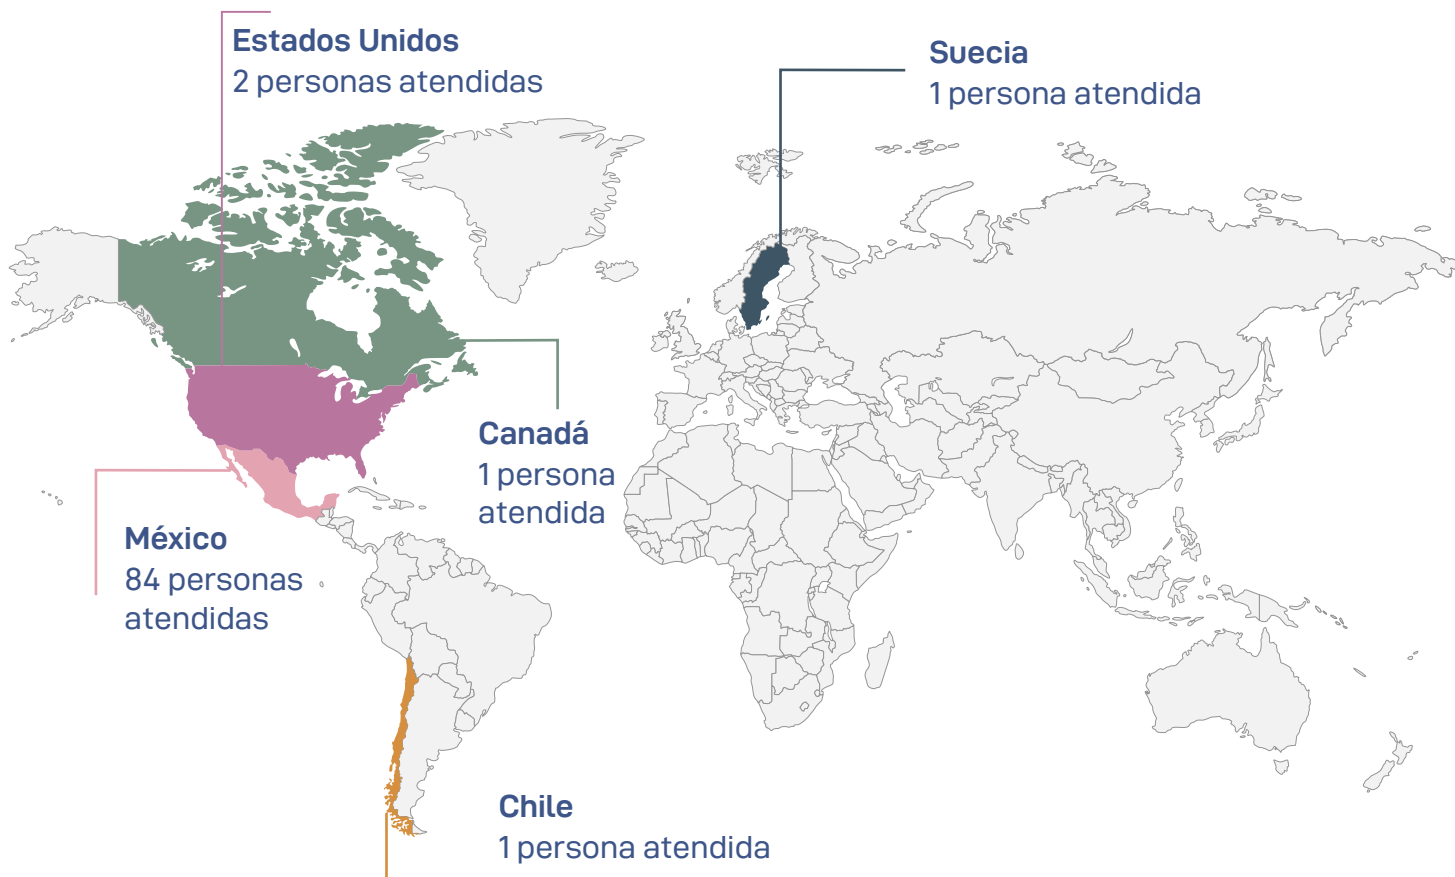 Estados Unidos
2 personas atendidas
Suecia
1 persona atendida
Canadá
1 persona
atendida
México
84 personas
atendidas
Chile
1 persona atendida